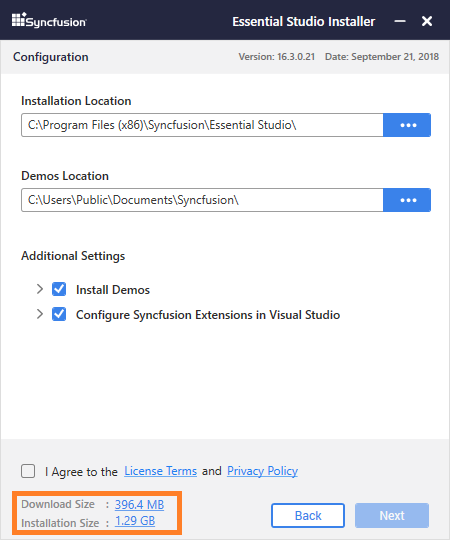 Syncfusion Essential Studio Installer
Configuration Version: 16.3.0.21 Date: September 21, 2018
Installation Location
C:\Program Files (x86)\Syncfusion\Essential Studio\
Demos Location
C:\Users\Public\Documents\Syncfusion\
Additional Settings
Install Demos
Configure Syncfusion Extensions in Visual Studio
I Agree to the License Terms and Privacy Policy
Download Size : 396.4 MB
Installation Size : 1.29 GB
Back Next